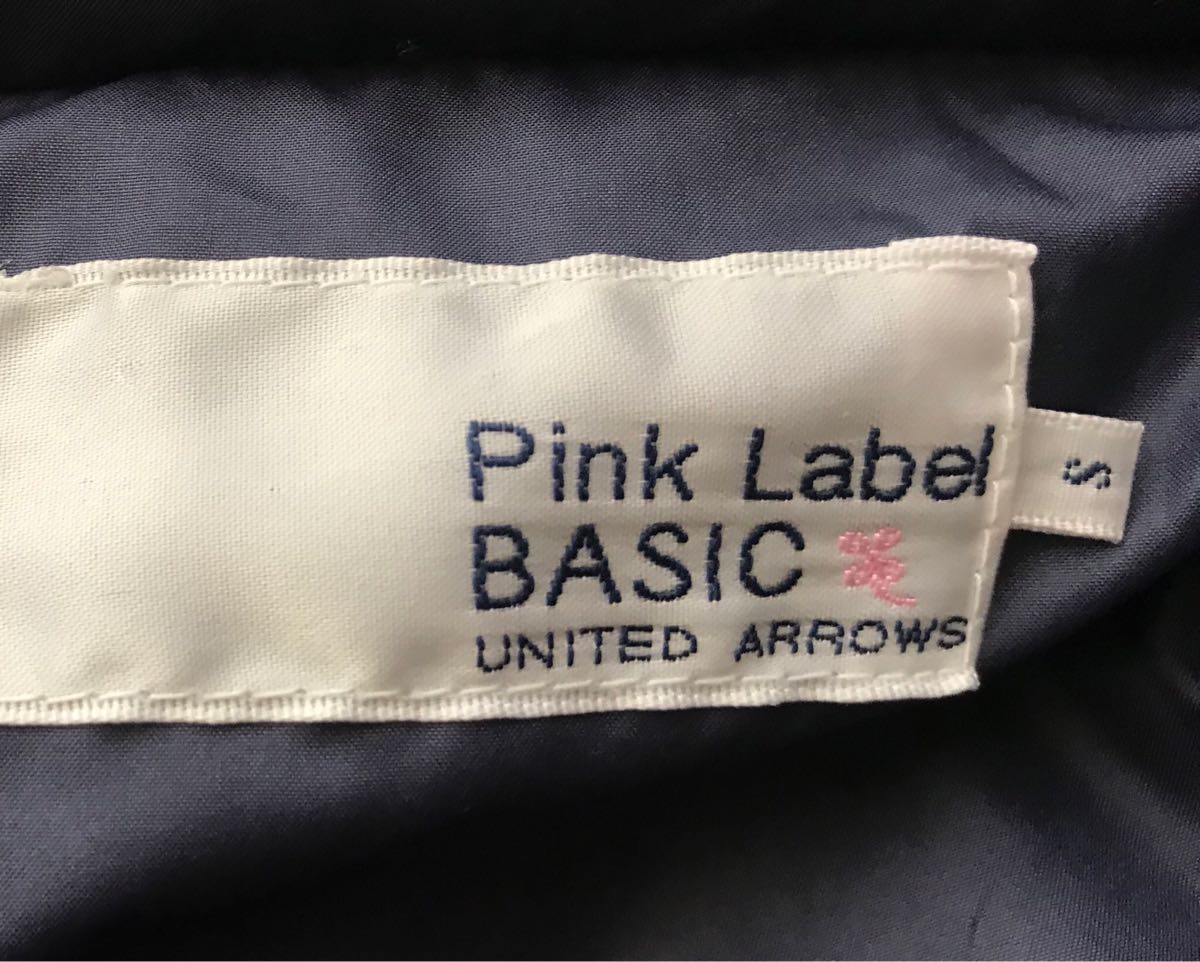 Pink Label
BASIC
UNITED ARROWS
S